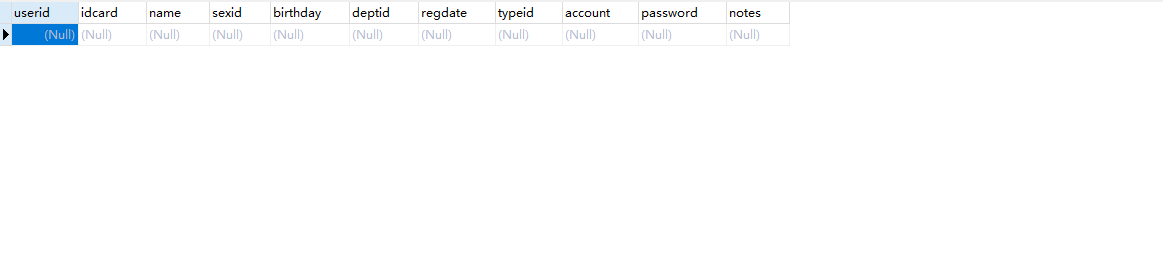 userid idcard name sexid birthday deptid regdate typeid account password notes
(Null) (Null) (Null) (Null) (Null) (Null) (Null) (Null) (Null) (Null) (Null)